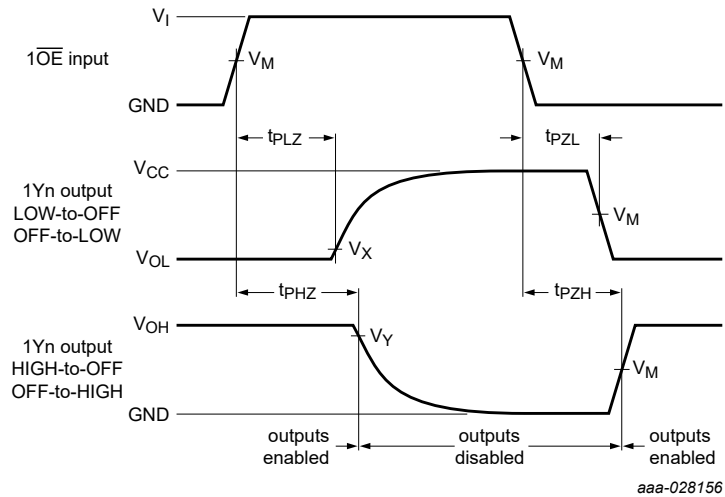 V_I
1O̅E̅ input
V_M
V_M
GND
t_PLZ
t_PZL
V_CC
1Yn output
LOW-to-OFF
OFF-to-LOW
V_M
V_X
V_OL
t_PHZ
t_PZH
V_OH
V_Y
1Yn output
HIGH-to-OFF
OFF-to-HIGH
V_M
GND
outputs
enabled
outputs
disabled
outputs
enabled
aaa-028156